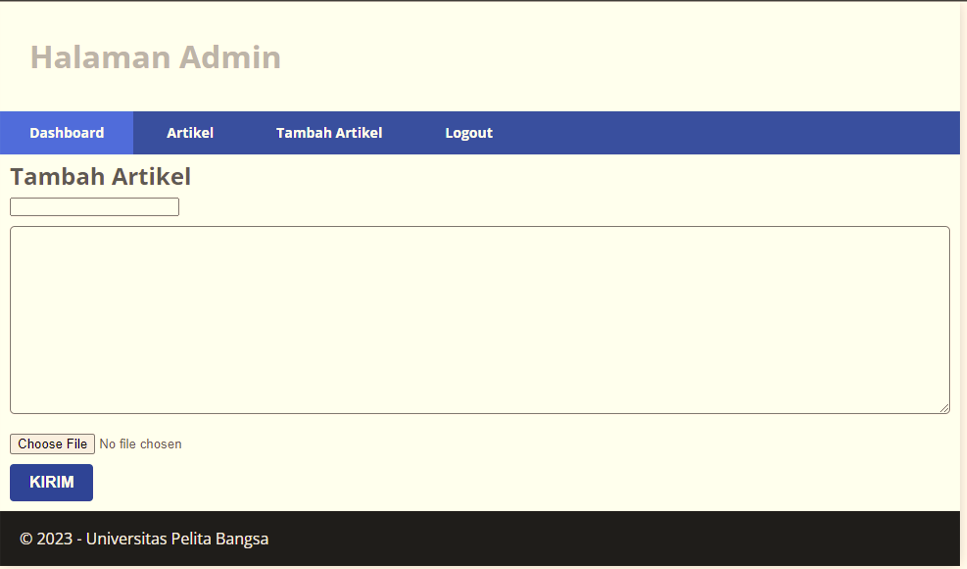 Halaman Admin
Dashboard Artikel Tambah Artikel Logout
Tambah Artikel
Choose File No file chosen
KIRIM
© 2023 - Universitas Pelita Bangsa